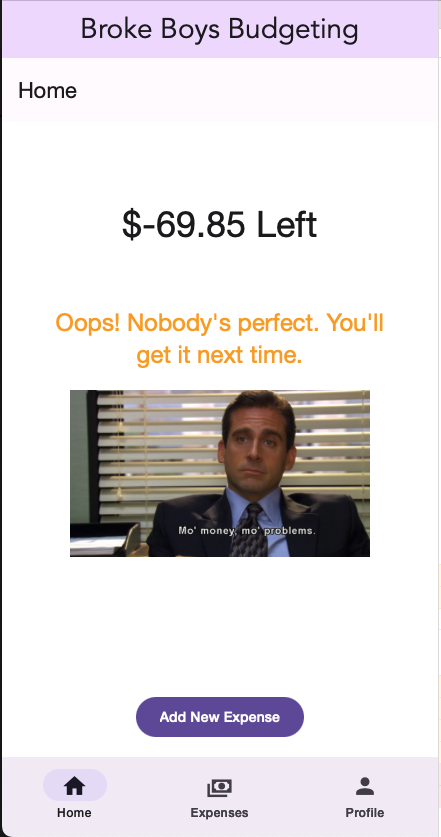 Broke Boys Budgeting
Home
$-69.85 Left
Oops! Nobody's perfect. You'll
get it next time.
Mo' money, mo' problems.
Add New Expense
Home
Expenses
Profile